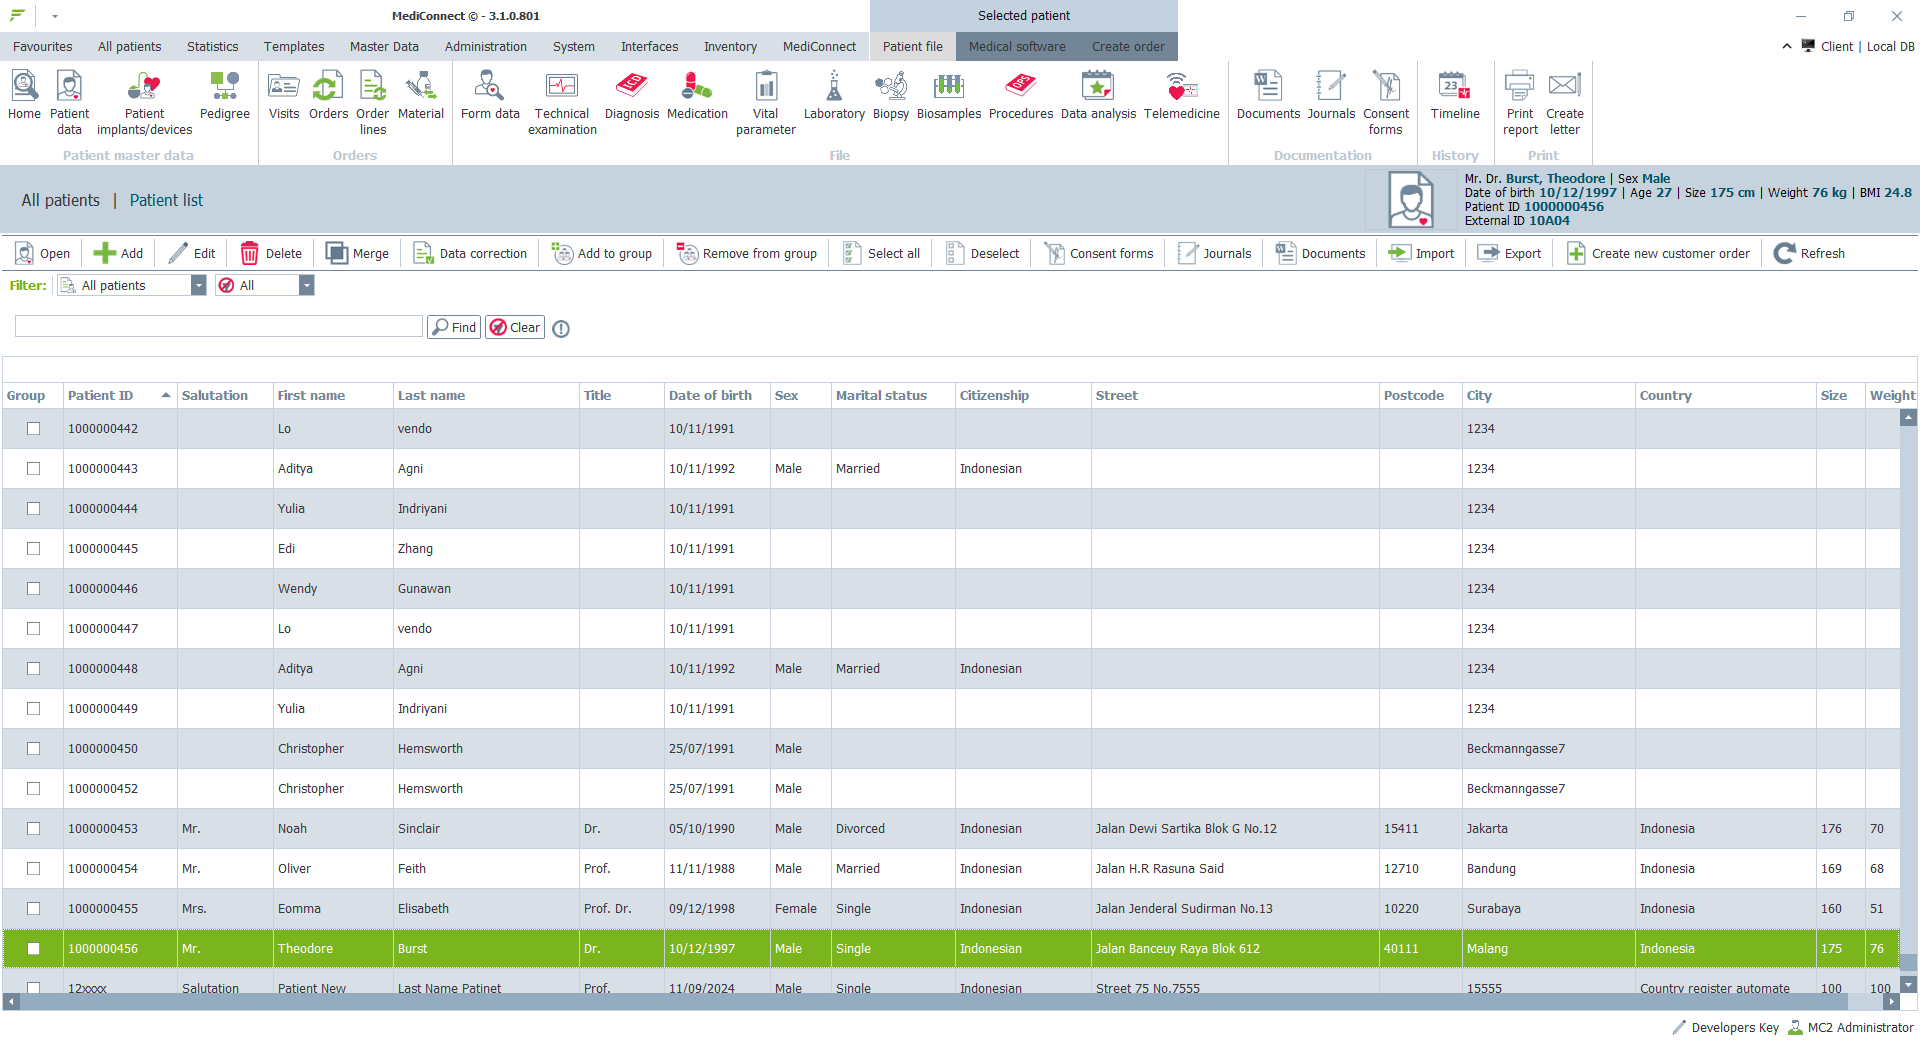 MediConnect © - 3.1.0.801
Selected patient
Favourites All patients Statistics Templates Master Data Administration System Interfaces Inventory MediConnect Patient file Medical software Create order
Client | Local DB
Home Patient data Patient implants/devices Pedigree Visits Orders Order lines Material Form data Technical examination Diagnosis Medication Vital parameter Laboratory Biopsy Biosamples Procedures Data analysis Telemedicine Documents Journals Consent forms Timeline Print report Create letter
Patient master data Orders File Documentation History Print
All patients | Patient list
Mr. Dr. Burst, Theodore | Sex Male
Date of birth 10/12/1997 | Age 27 | Size 175 cm | Weight 76 kg | BMI 24.8
Patient ID 1000000456
External ID 10A04
Open Add Edit Delete Merge Data correction Add to group Remove from group Select all Deselect Consent forms Journals Documents Import Export Create new customer order Refresh
Filter: All patients All
Find Clear
Group Patient ID Salutation First name Last name Title Date of birth Sex Marital status Citizenship Street Postcode City Country Size Weight
1000000442 Lo vendo 10/11/1991 1234
1000000443 Aditya Agni 10/11/1992 Male Married Indonesian 1234
1000000444 Yulia Indriyani 10/11/1991 1234
1000000445 Edi Zhang 10/11/1991 1234
1000000446 Wendy Gunawan 10/11/1991 1234
1000000447 Lo vendo 10/11/1991 1234
1000000448 Aditya Agni 10/11/1992 Male Married Indonesian 1234
1000000449 Yulia Indriyani 10/11/1991 1234
1000000450 Christopher Hemsworth 25/07/1991 Male Beckmanngasse7
1000000452 Christopher Hemsworth 25/07/1991 Male Beckmanngasse7
1000000453 Mr. Noah Sinclair Dr. 05/10/1990 Male Divorced Indonesian Jalan Dewi Sartika Blok G No.12 15411 Jakarta Indonesia 176 70
1000000454 Mr. Oliver Feith Prof. 11/11/1988 Male Married Indonesian Jalan H.R Rasuna Said 12710 Bandung Indonesia 169 68
1000000455 Mrs. Eomma Elisabeth Prof. Dr. 09/12/1998 Female Single Indonesian Jalan Jenderal Sudirman No.13 10220 Surabaya Indonesia 160 51
1000000456 Mr. Theodore Burst Dr. 10/12/1997 Male Single Indonesian Jalan Banceuy Raya Blok 612 40111 Malang Indonesia 175 76
12xxxx Salutation Patient New Last Name Patinet Prof. 11/09/2024 Male Single Indonesian Street 75 No.7555 15555 Country register automate 100 100
Developers Key MC2 Administrator